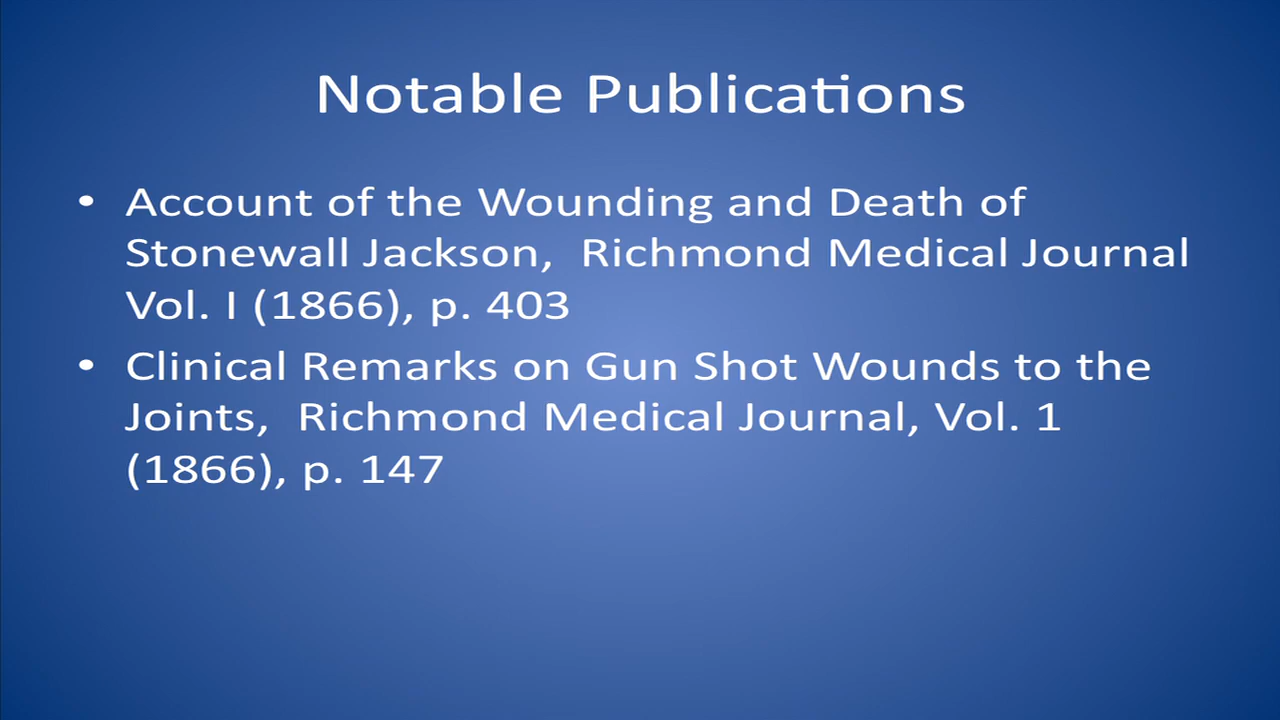 Notable Publications
• Account of the Wounding and Death of
Stonewall Jackson,  Richmond Medical Journal
Vol. I (1866), p. 403
• Clinical Remarks on Gun Shot Wounds to the
Joints,  Richmond Medical Journal, Vol. 1
(1866), p. 147